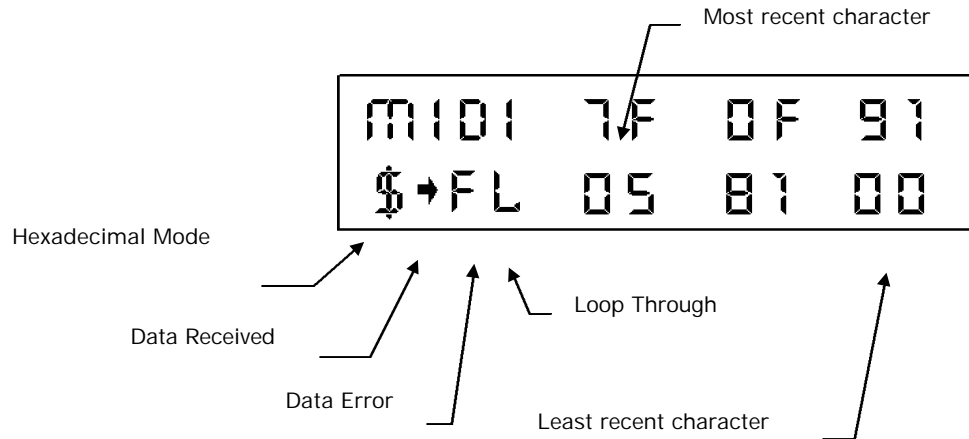 Most recent character
MIDI 7F 0F 91
$→FL 05 81 00
Hexadecimal Mode
Loop Through
Data Received
Data Error
Least recent character